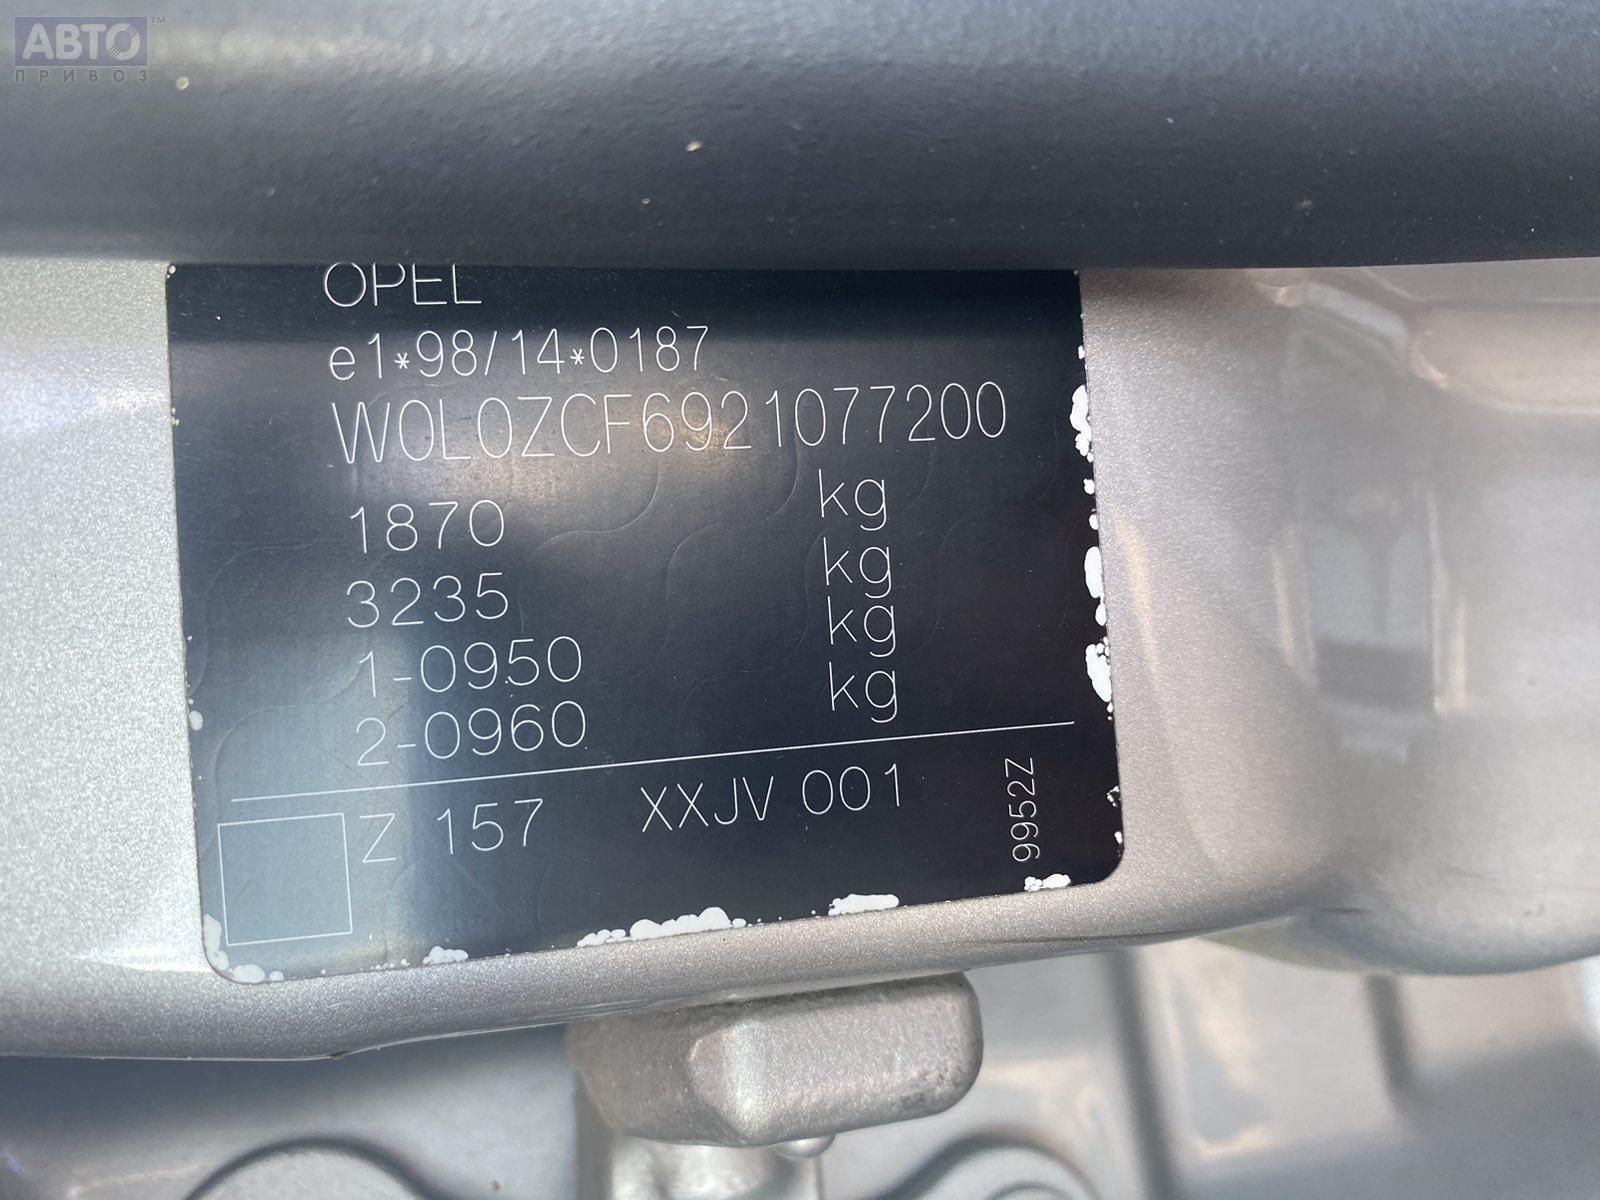 АВТО™
ПРИВОЗ
OPEL
e1*98/14*0187
W0L0ZCF6921077200
1870 kg
3235 kg
1-0950 kg
2-0960 kg
Z 157 XXJV 001
9952Z